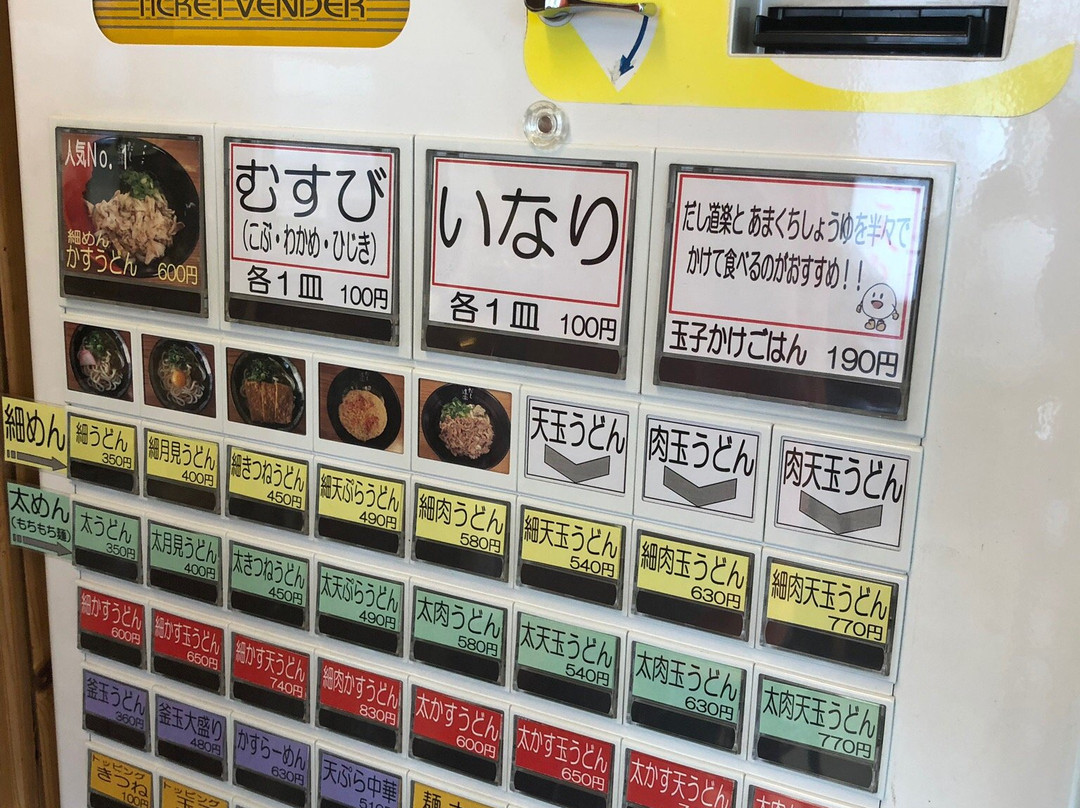 TICKET VENDER
人気No.1
細めん
かすうどん 600円
むすび
(こぶ・わかめ・ひじき)
各1皿 100円
いなり
各1皿 100円
だし道楽と あまくちしょうゆを半々で
かけて食べるのがおすすめ!!
玉子かけごはん 190円
天玉うどん
肉玉うどん
肉天玉うどん
細めん
細うどん
350円
細月見うどん
400円
細きつねうどん
450円
細天ぷらうどん
490円
細肉うどん
580円
細天玉うどん
540円
細肉玉うどん
630円
細肉天玉うどん
770円
太めん
(もちもち麺)
太うどん
350円
太月見うどん
400円
太きつねうどん
450円
太天ぷらうどん
490円
太肉うどん
580円
太天玉うどん
540円
太肉玉うどん
630円
太肉天玉うどん
770円
細かすうどん
600円
細かす玉うどん
650円
細かす天うどん
740円
細肉かすうどん
830円
太かすうどん
600円
太かす玉うどん
650円
太かす天うどん
釜玉うどん
360円
釜玉大盛り
480円
かすらーめん
630円
天ぷら中華
510円
トッピング
きつね
100円
トッピング